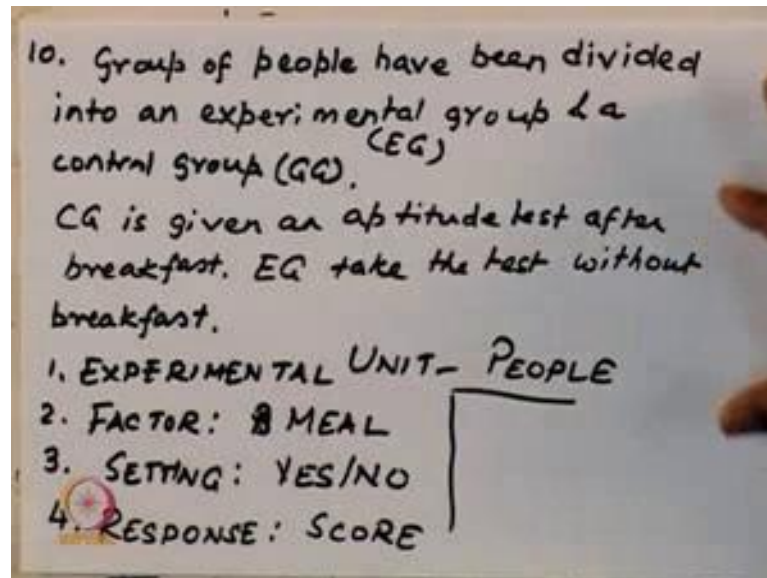 10. Group of people have been divided
into an experimental group & a
(EG)
control group (CG).
CG is given an aptitude test after
breakfast. EG take the test without
breakfast.
1. EXPERIMENTAL UNIT- PEOPLE
2. FACTOR: MEAL
3. SETTING: YES/NO
4. RESPONSE: SCORE